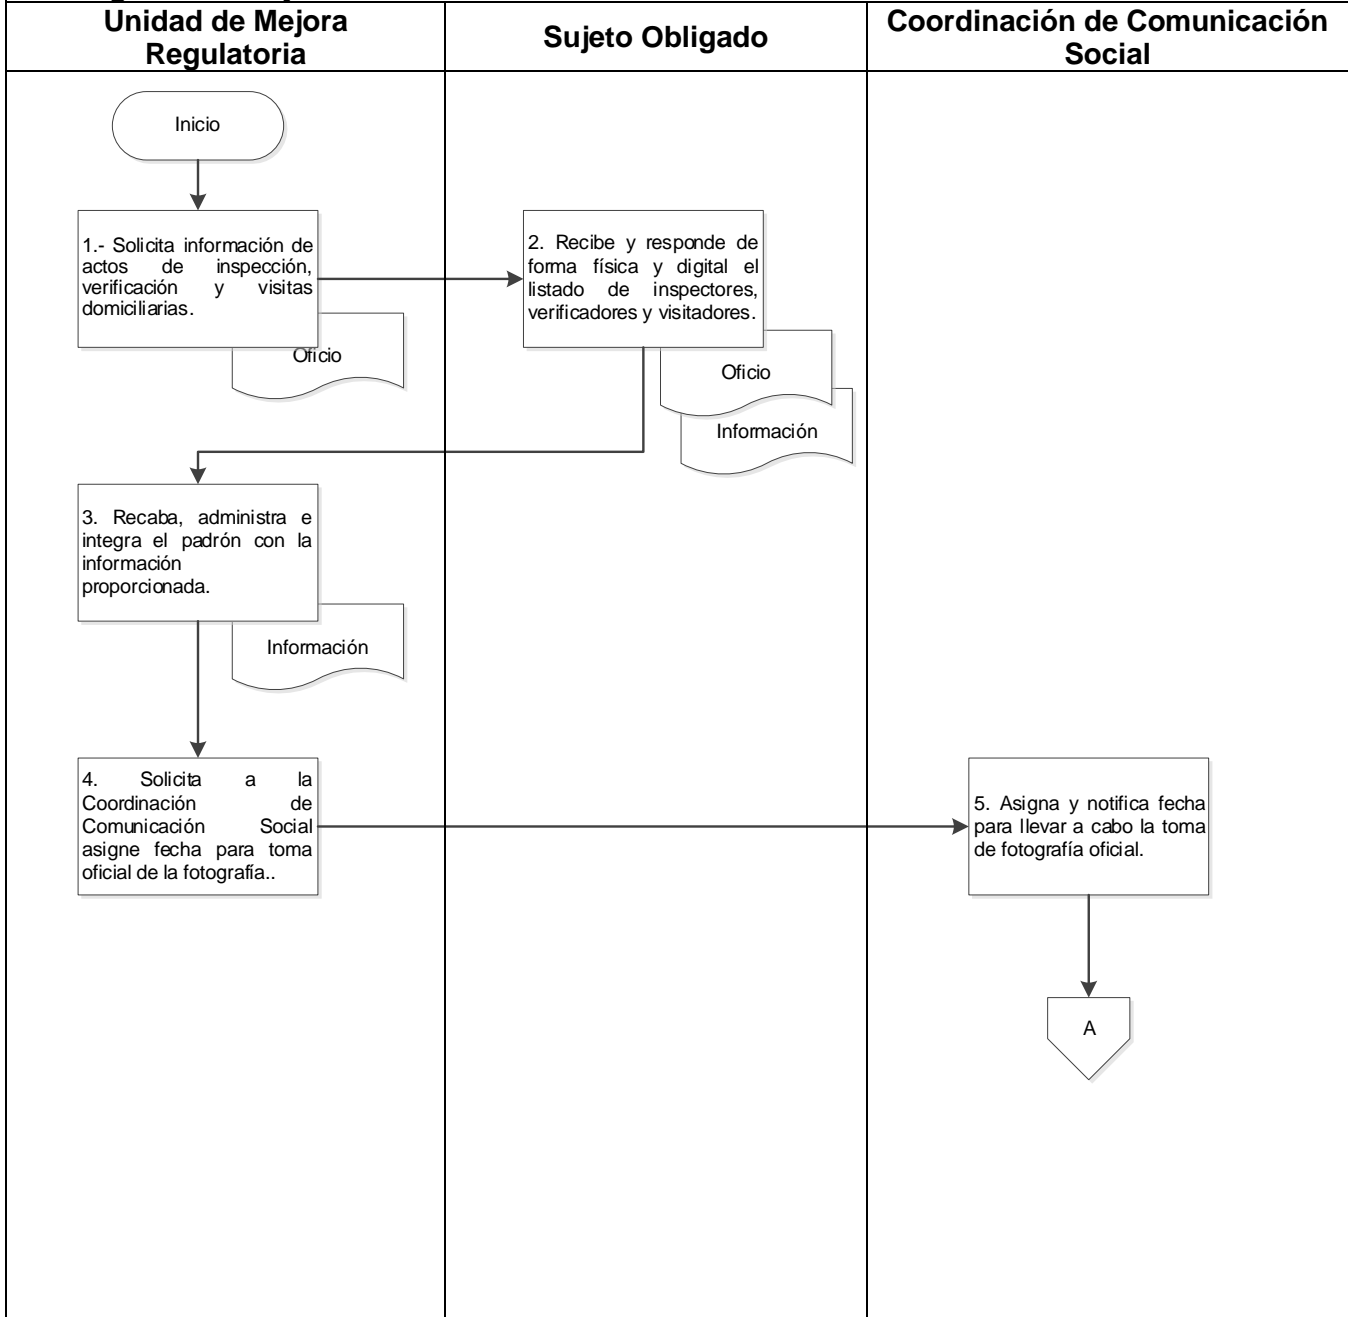 Unidad de Mejora
Regulatoria
Sujeto Obligado
Coordinación de Comunicación
Social
Inicio
1.- Solicita información de
actos de inspección,
verificación y visitas
domiciliarias.
Oficio
2. Recibe y responde de
forma física y digital el
listado de inspectores,
verificadores y visitadores.
Oficio
Información
3. Recaba, administra e
integra el padrón con la
información
proporcionada.
Información
4. Solicita a la
Coordinación de
Comunicación Social
asigne fecha para toma
oficial de la fotografía..
5. Asigna y notifica fecha
para llevar a cabo la toma
de fotografía oficial.
A